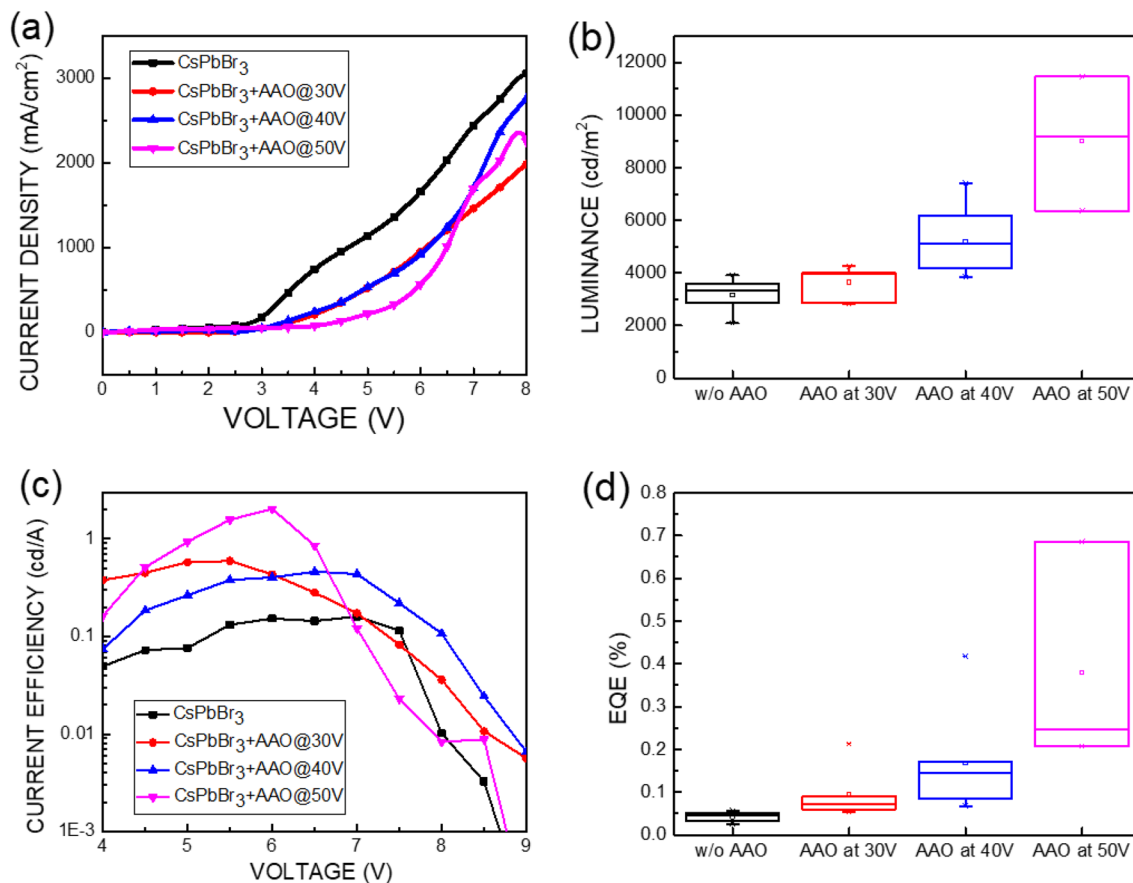 (a)
CURRENT DENSITY (mA/cm²)
3000
2000
1000
0
CsPbBr₃
CsPbBr₃+AAO@30V
CsPbBr₃+AAO@40V
CsPbBr₃+AAO@50V
0 1 2 3 4 5 6 7 8
VOLTAGE (V)
(b)
LUMINANCE (cd/m²)
12000
10000
8000
6000
4000
2000
0
w/o AAO AAO at 30V AAO at 40V AAO at 50V
(c)
CURRENT EFFICIENCY (cd/A)
1
0.1
0.01
1E-3
CsPbBr₃
CsPbBr₃+AAO@30V
CsPbBr₃+AAO@40V
CsPbBr₃+AAO@50V
4 5 6 7 8 9
VOLTAGE (V)
(d)
EQE (%)
0.8
0.7
0.6
0.5
0.4
0.3
0.2
0.1
0.0
w/o AAO AAO at 30V AAO at 40V AAO at 50V